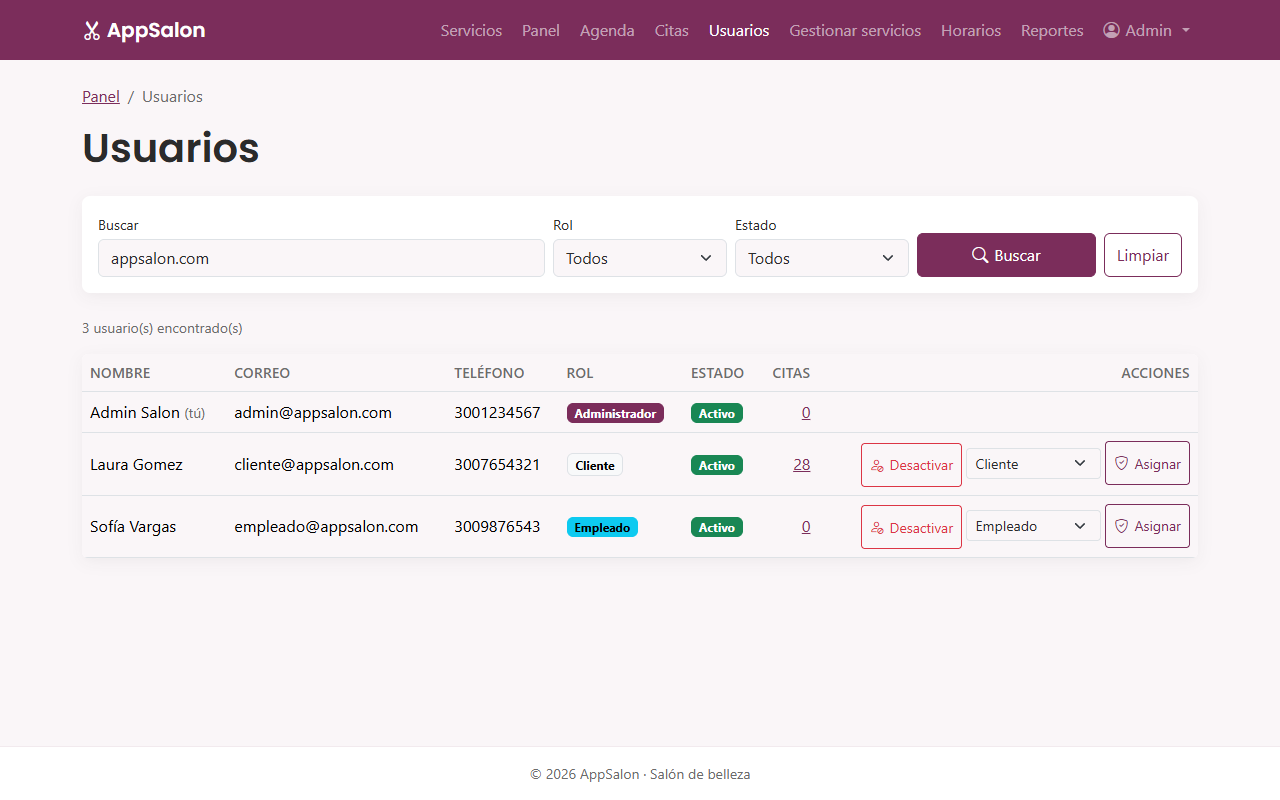 AppSalon Servicios Panel Agenda Citas Usuarios Gestionar servicios Horarios Reportes Admin
Panel / Usuarios
Usuarios
Buscar Rol Estado
appsalon.com Todos Todos Buscar Limpiar
3 usuario(s) encontrado(s)
NOMBRE CORREO TELÉFONO ROL ESTADO CITAS ACCIONES
Admin Salon (tú) admin@appsalon.com 3001234567 Administrador Activo 0
Laura Gomez cliente@appsalon.com 3007654321 Cliente Activo 28 Desactivar Cliente Asignar
Sofía Vargas empleado@appsalon.com 3009876543 Empleado Activo 0 Desactivar Empleado Asignar
© 2026 AppSalon · Salón de belleza